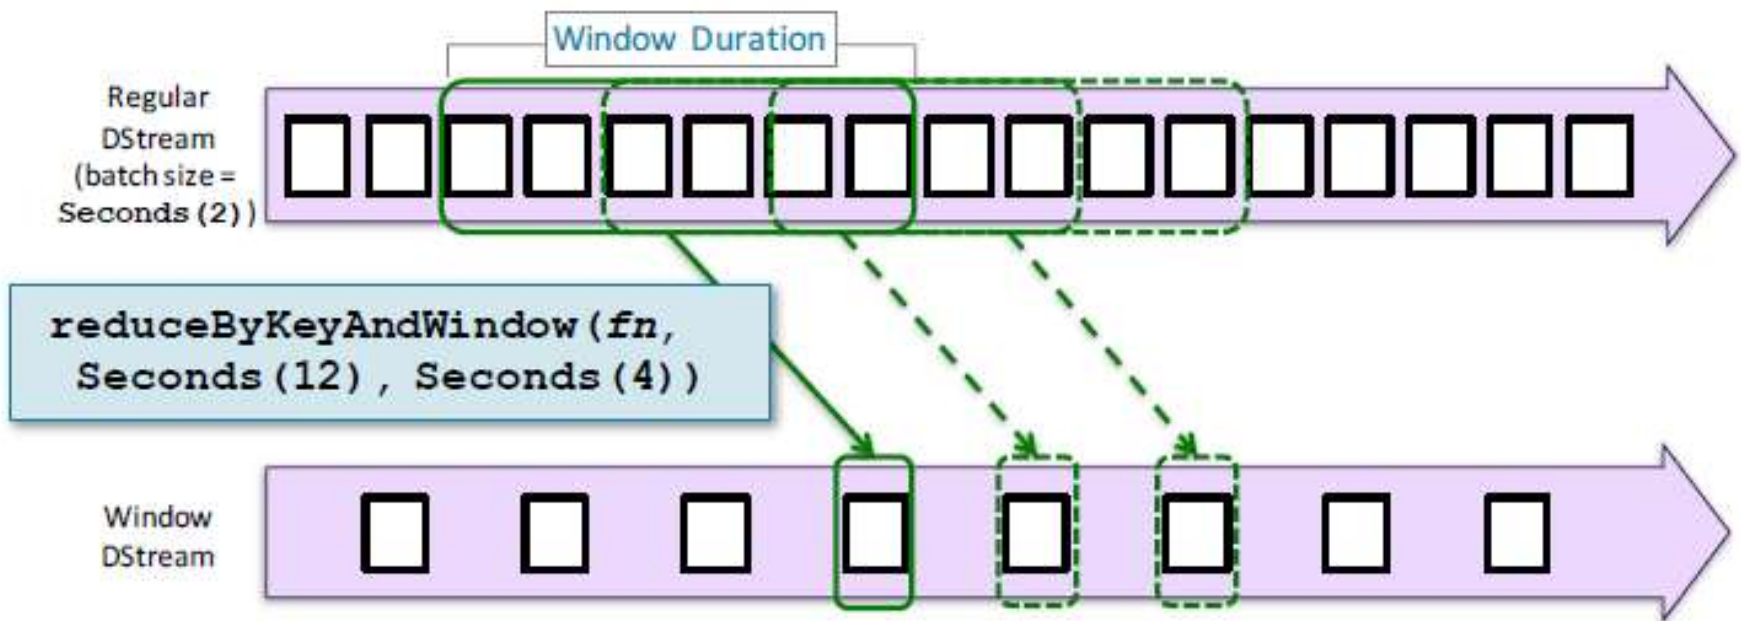 Window Duration
Regular
DStream
(batch size =
Seconds(2))
reduceByKeyAndWindow(fn,
Seconds(12), Seconds(4))
Window
DStream